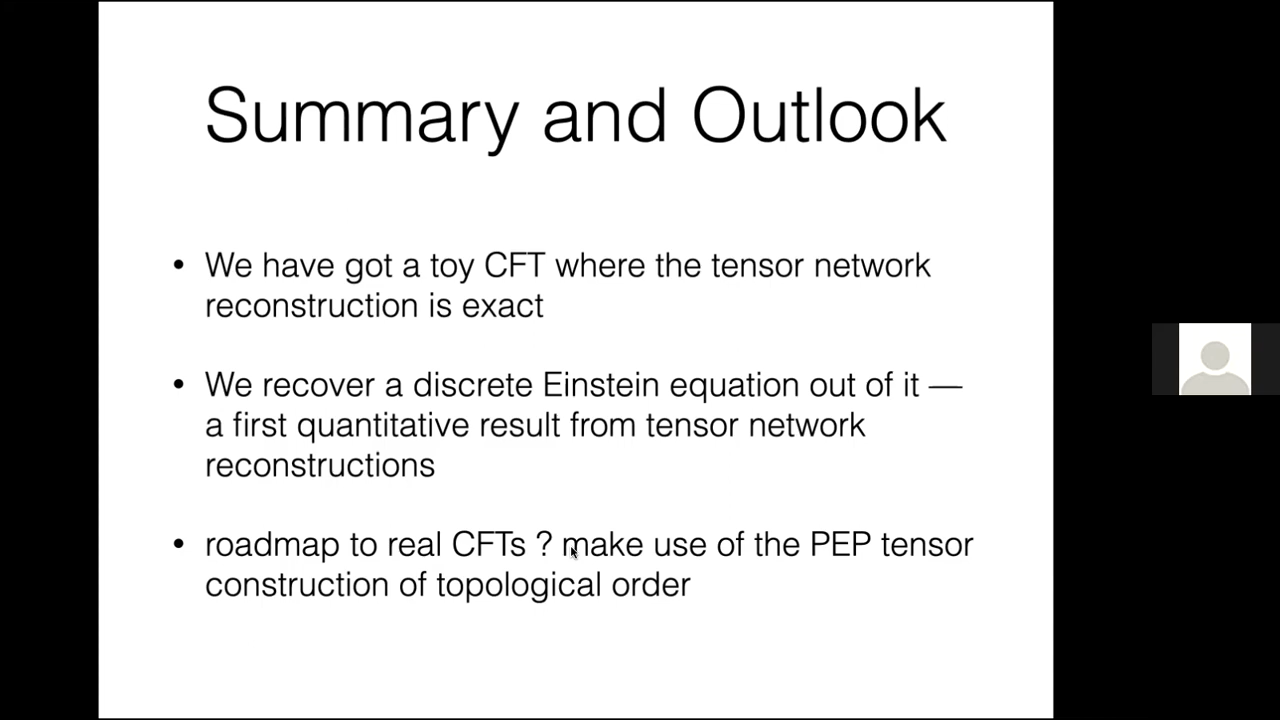 Summary and Outlook
• We have got a toy CFT where the tensor network
reconstruction is exact
• We recover a discrete Einstein equation out of it —
a first quantitative result from tensor network
reconstructions
• roadmap to real CFTs ? make use of the PEP tensor
construction of topological order